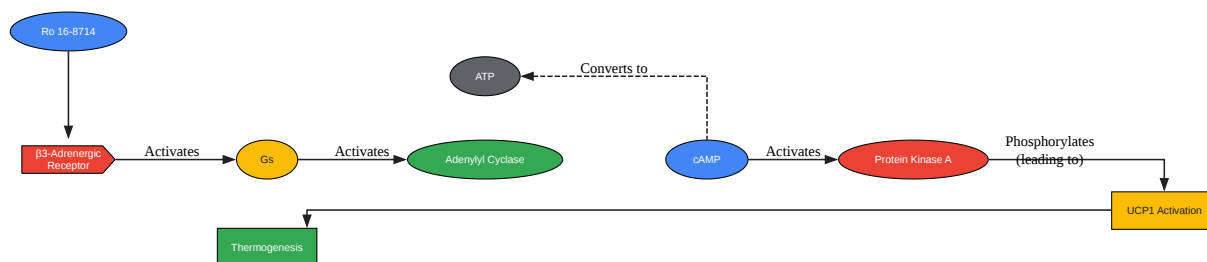 Ro 16-8714
ATP
Converts to
β3-Adrenergic
Receptor
Activates
Gs
Activates
Adenylyl Cyclase
cAMP
Activates
Protein Kinase A
Phosphorylates
(leading to)
UCP1 Activation
Thermogenesis